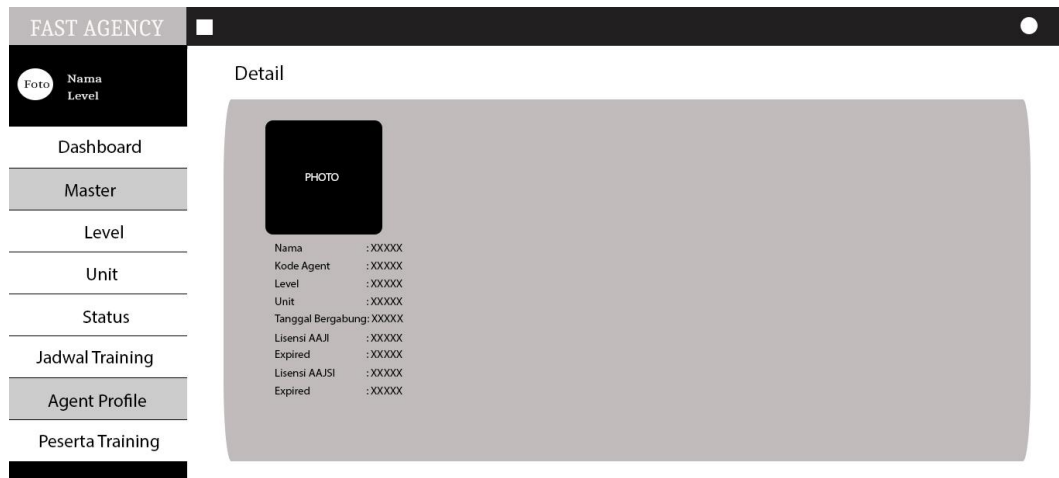 FAST AGENCY
Foto
Nama
Level
Dashboard
Master
Level
Unit
Status
Jadwal Training
Agent Profile
Peserta Training
Detail
PHOTO
Nama : XXXXX
Kode Agent : XXXXX
Level : XXXXX
Unit : XXXXX
Tanggal Bergabung: XXXXX
Lisensi AAJI : XXXXX
Expired : XXXXX
Lisensi AAJSI : XXXXX
Expired : XXXXX